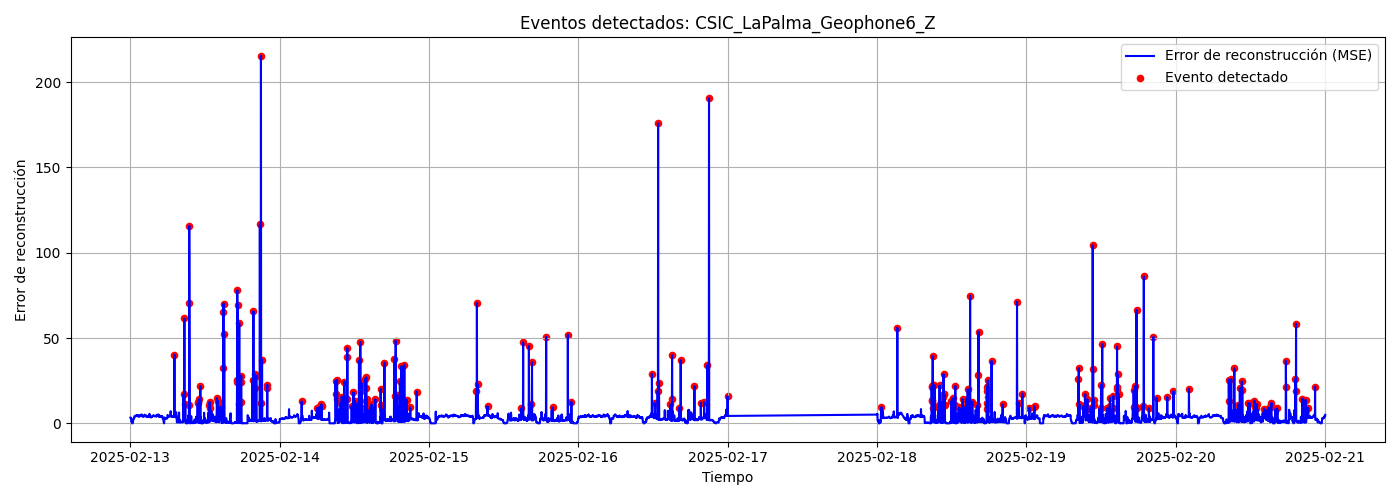 Eventos detectados: CSIC_LaPalma_Geophone6_Z
Error de reconstrucción (MSE)
Evento detectado
Error de reconstrucción
200
150
100
50
0
2025-02-13 2025-02-14 2025-02-15 2025-02-16 2025-02-17 2025-02-18 2025-02-19 2025-02-20 2025-02-21
Tiempo